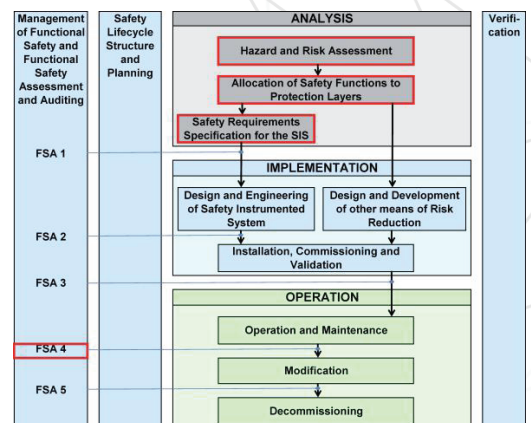 Management
of Functional
Safety and
Functional
Safety
Assessment
and Auditing
FSA 1
FSA 2
FSA 3
FSA 4
FSA 5
Safety
Lifecycle
Structure
and
Planning
ANALYSIS
Hazard and Risk Assessment
Allocation of Safety Functions to
Protection Layers
Safety Requirements
Specification for the SIS
IMPLEMENTATION
Design and Engineering
of Safety Instrumented
System
Design and Development
of other means of Risk
Reduction
Installation, Commissioning and
Validation
OPERATION
Operation and Maintenance
Modification
Decommissioning
Verifi-
cation